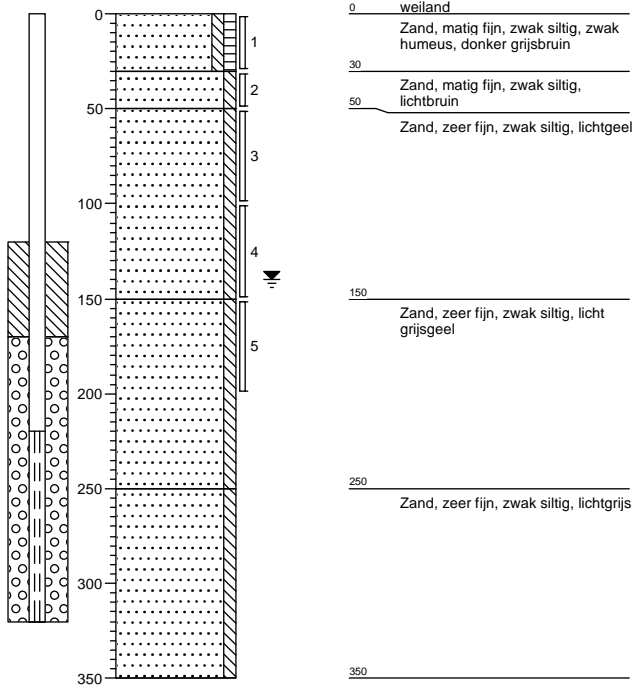 0
50
100
150
200
250
300
350
1
2
3
4
5
0 weiland
Zand, matig fijn, zwak siltig, zwak
humeus, donker grijsbruin
30
Zand, matig fijn, zwak siltig,
lichtbruin
50
Zand, zeer fijn, zwak siltig, lichtgeel
150
Zand, zeer fijn, zwak siltig, licht
grijsgeel
250
Zand, zeer fijn, zwak siltig, lichtgrijs
350